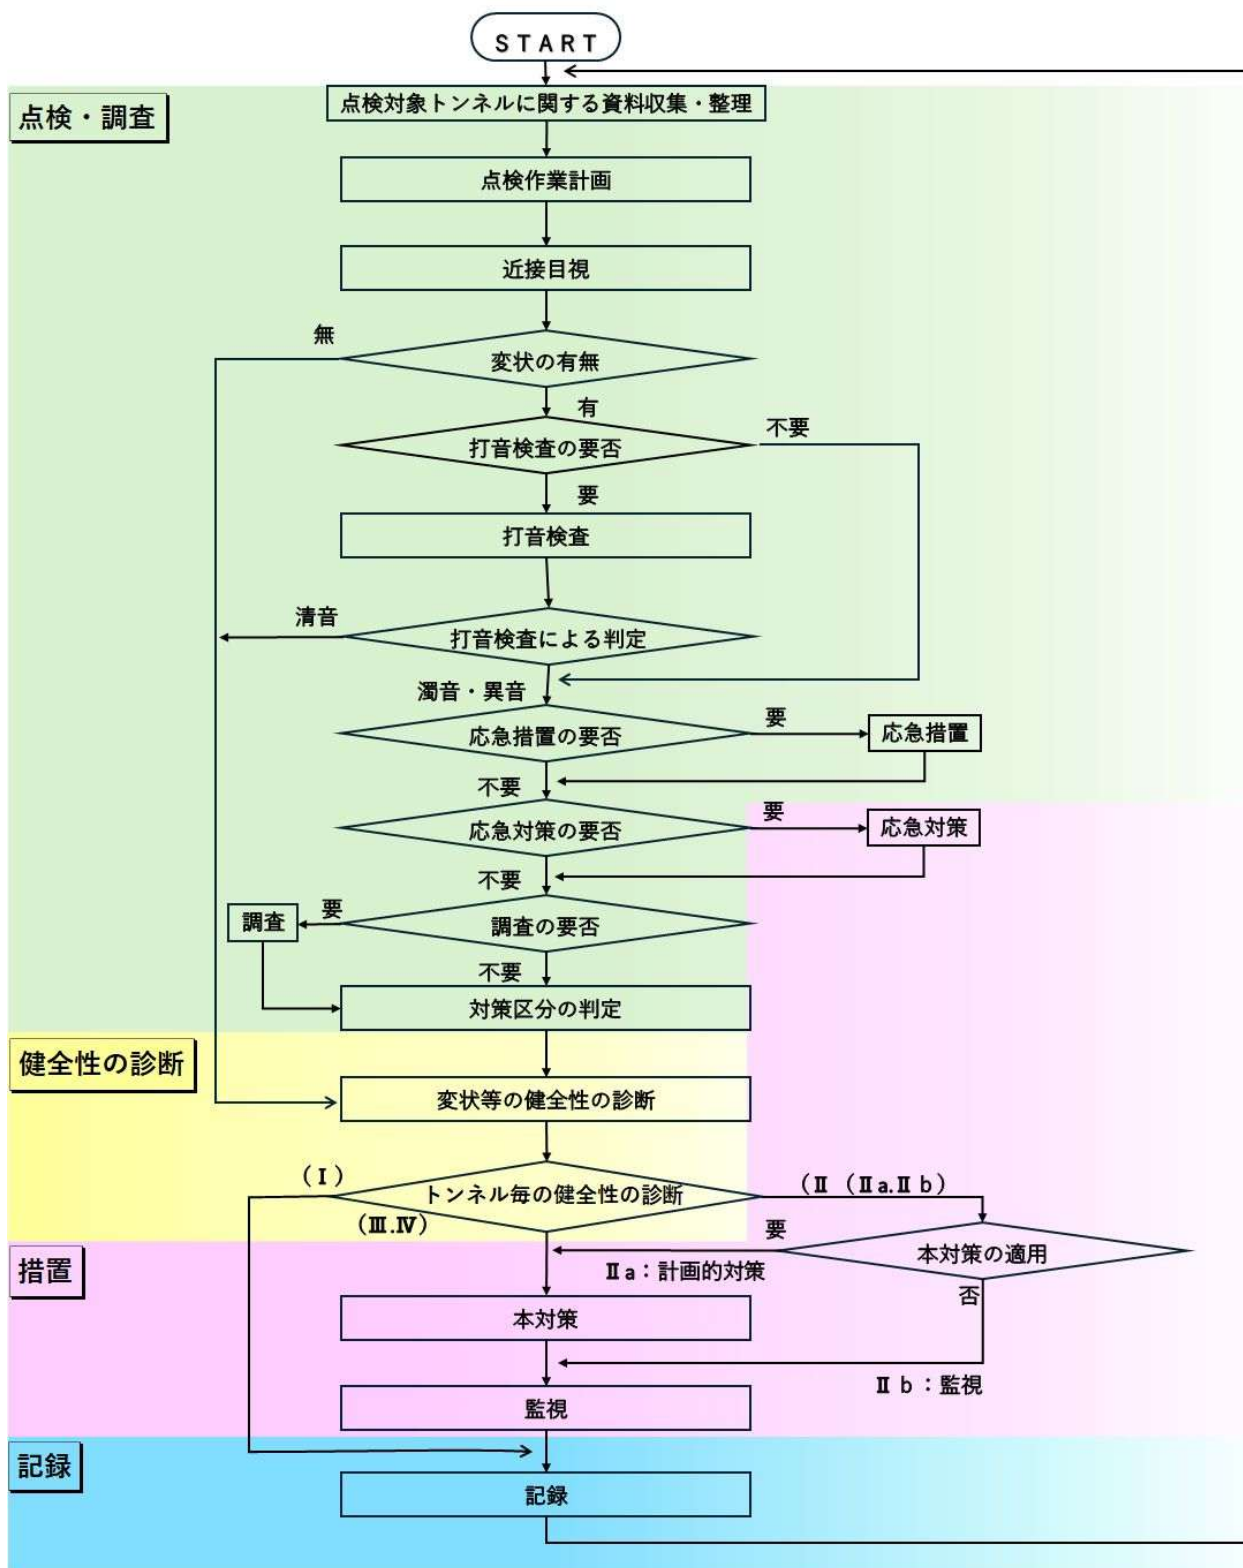 START
点検・調査
点検対象トンネルに関する資料収集・整理
点検作業計画
近接目視
無
変状の有無
有
打音検査の要否
不要
要
打音検査
清音
打音検査による判定
濁音・異音
応急措置の要否
要
応急措置
不要
応急対策の要否
要
応急対策
不要
調査
要
調査の要否
不要
対策区分の判定
健全性の診断
変状等の健全性の診断
（Ⅰ）
トンネル毎の健全性の診断
（Ⅱ（Ⅱa.Ⅱb）
（Ⅲ.Ⅳ）
措置
要
本対策の適用
Ⅱa：計画的対策
否
本対策
Ⅱb：監視
監視
記録
記録